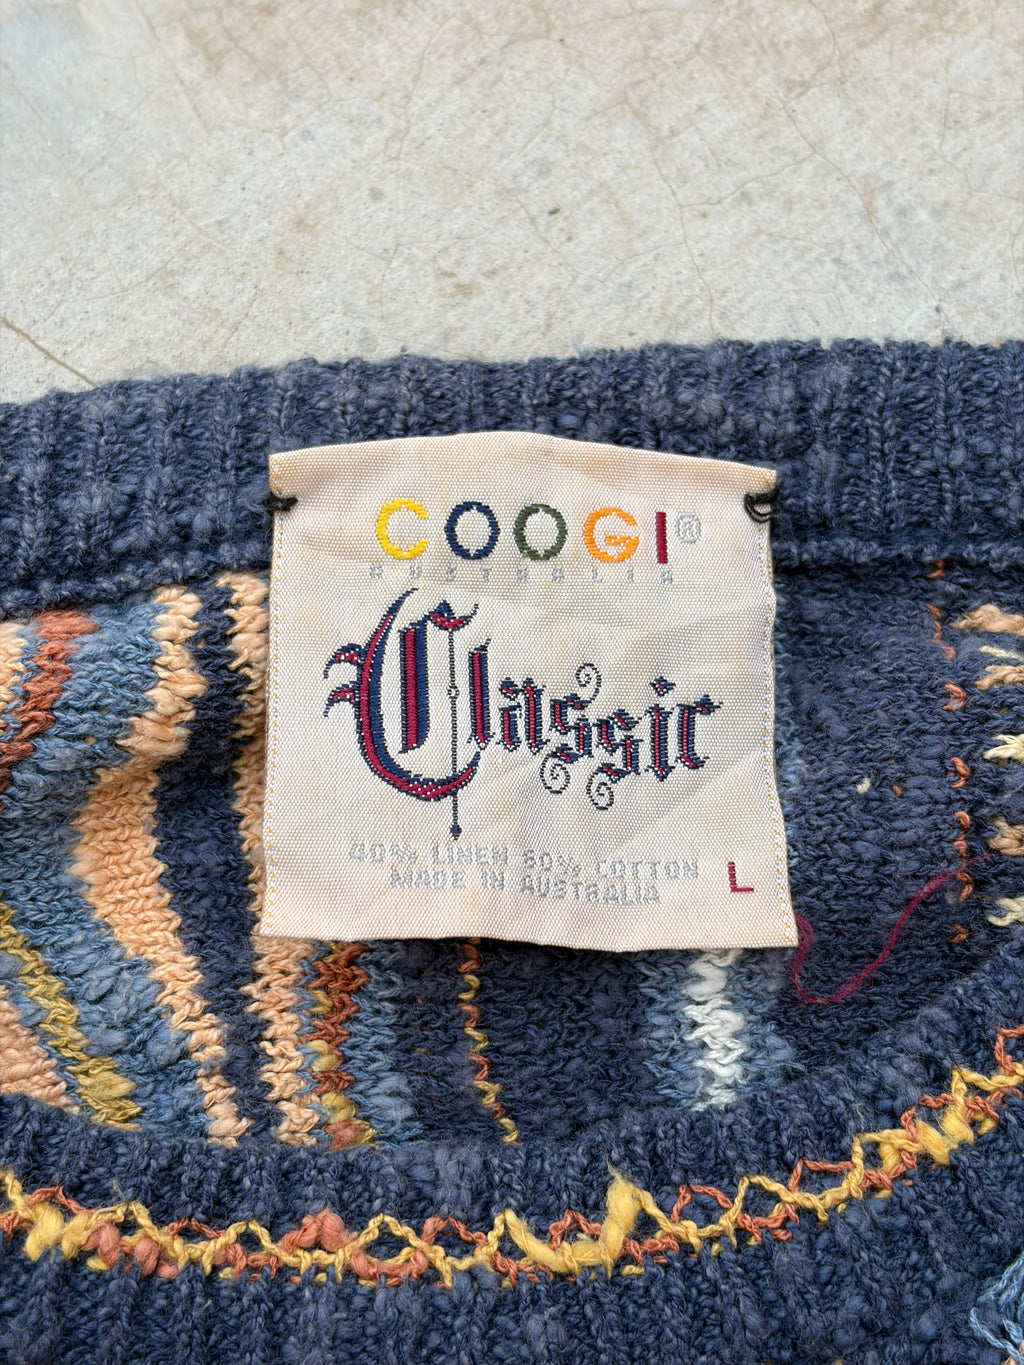 COOGI®
AUSTRALIA
Classic
40% LINEN 60% COTTON
MADE IN AUSTRALIA
L